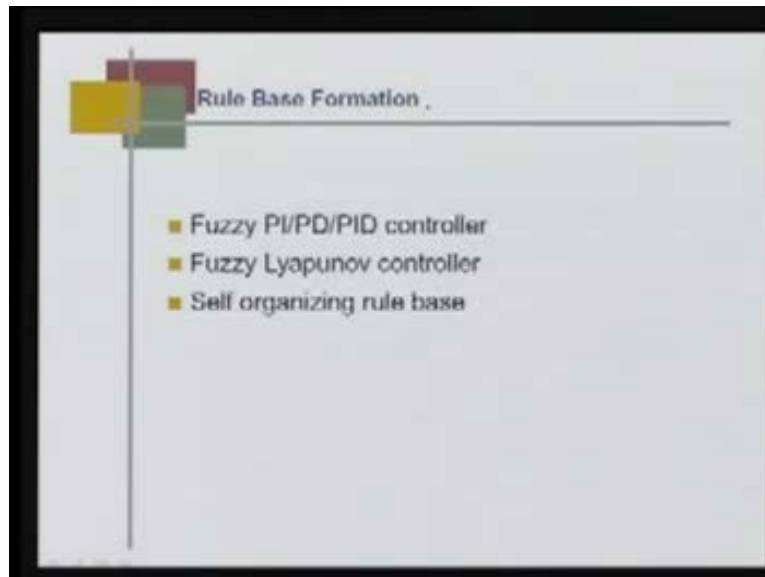 Rule Base Formation .
Fuzzy PI/PD/PID controller
Fuzzy Lyapunov controller
Self organizing rule base